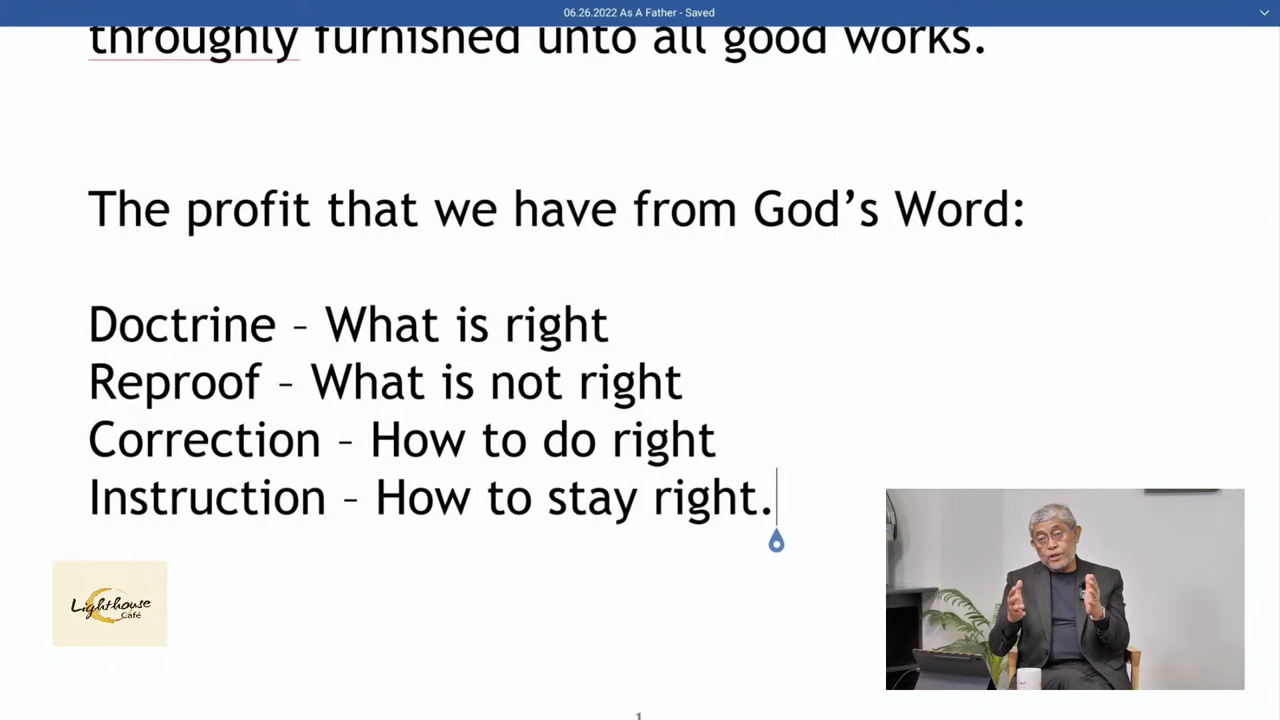 06.26.2022 As A Father - Saved
throughly furnished unto all good works.
The profit that we have from God’s Word:
Doctrine – What is right
Reproof – What is not right
Correction – How to do right
Instruction – How to stay right.
Lighthouse
Café
1